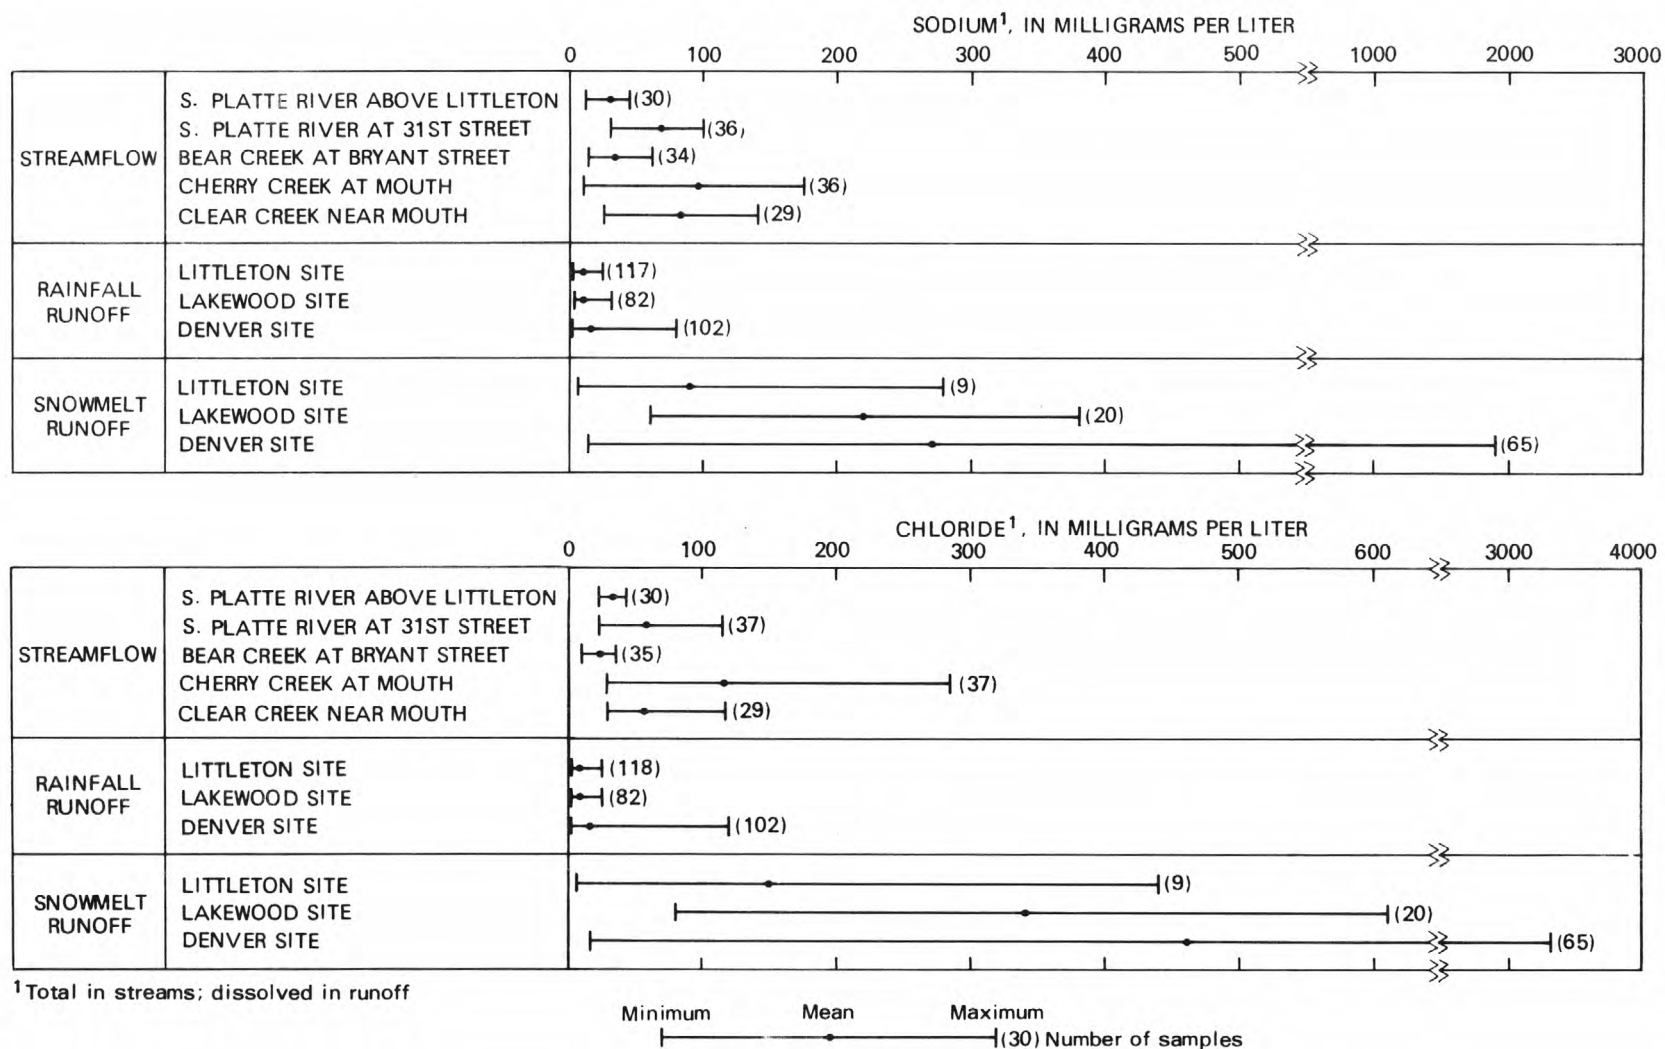 SODIUM¹, IN MILLIGRAMS PER LITER
0 100 200 300 400 500 1000 2000 3000
STREAMFLOW
S. PLATTE RIVER ABOVE LITTLETON (30)
S. PLATTE RIVER AT 31ST STREET (36,
BEAR CREEK AT BRYANT STREET (34)
CHERRY CREEK AT MOUTH (36)
CLEAR CREEK NEAR MOUTH (29)
RAINFALL RUNOFF
LITTLETON SITE (117)
LAKEWOOD SITE (82)
DENVER SITE (102)
SNOWMELT RUNOFF
LITTLETON SITE (9)
LAKEWOOD SITE (20)
DENVER SITE (65)
CHLORIDE¹, IN MILLIGRAMS PER LITER
0 100 200 300 400 500 600 3000 4000
STREAMFLOW
S. PLATTE RIVER ABOVE LITTLETON (30)
S. PLATTE RIVER AT 31ST STREET (37)
BEAR CREEK AT BRYANT STREET (35)
CHERRY CREEK AT MOUTH (37)
CLEAR CREEK NEAR MOUTH (29)
RAINFALL RUNOFF
LITTLETON SITE (118)
LAKEWOOD SITE (82)
DENVER SITE (102)
SNOWMELT RUNOFF
LITTLETON SITE (9)
LAKEWOOD SITE (20)
DENVER SITE (65)
¹Total in streams; dissolved in runoff
Minimum Mean Maximum
(30) Number of samples